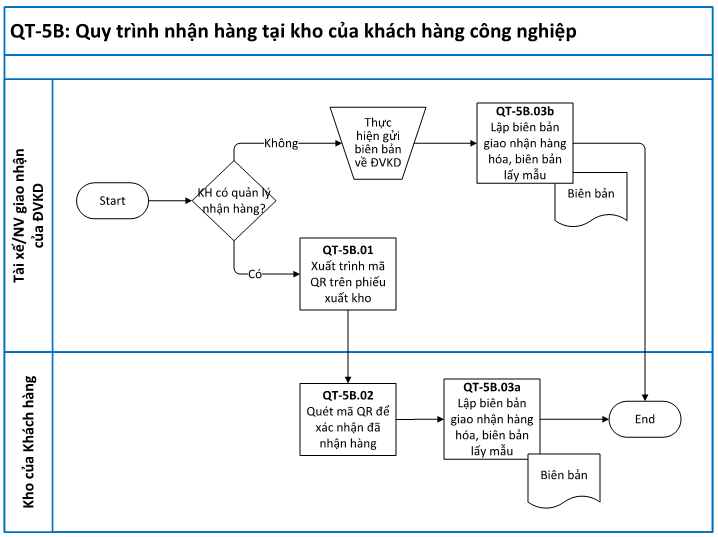 QT-5B: Quy trình nhận hàng tại kho của khách hàng công nghiệp
Tài xế/NV giao nhận
của ĐVKD
Start
KH có quản lý
nhận hàng?
Không
Thực
hiện gửi
biên bản
về ĐVKD
QT-5B.03b
Lập biên bản
giao nhận hàng
hóa, biên bản
lấy mẫu
Biên bản
Có
QT-5B.01
Xuất trình mã
QR trên phiếu
xuất kho
Kho của Khách hàng
QT-5B.02
Quét mã QR để
xác nhận đã
nhận hàng
QT-5B.03a
Lập biên bản
giao nhận hàng
hóa, biên bản
lấy mẫu
Biên bản
End